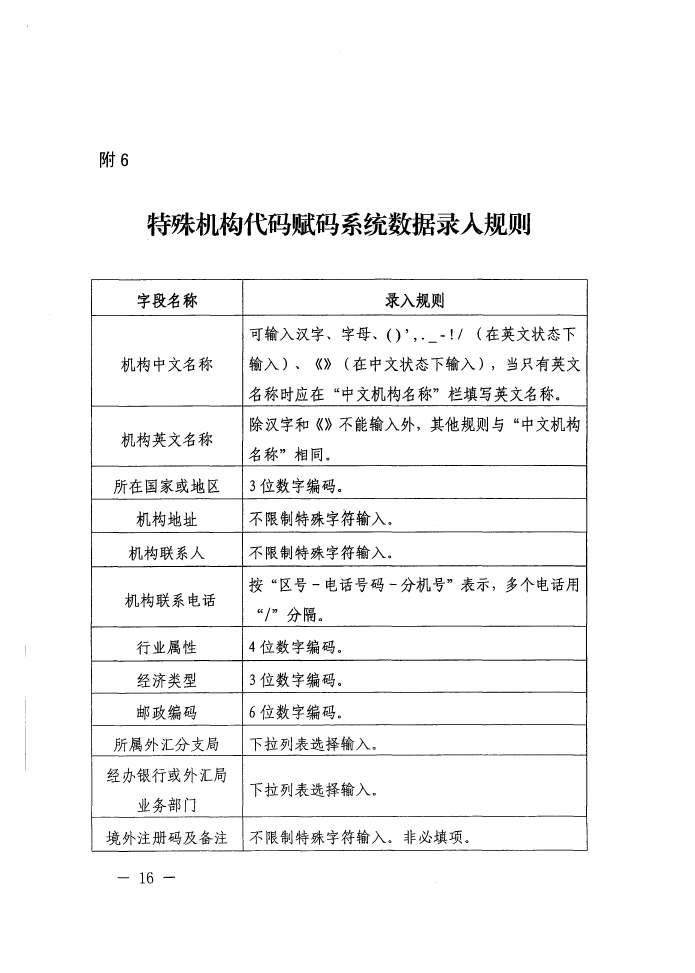 附 6
特殊机构代码赋码系统数据录入规则
字段名称
录入规则
机构中文名称
可输入汉字、字母、()',._-!/（在英文状态下
输入）、《》（在中文状态下输入），当只有英文
名称时应在“中文机构名称”栏填写英文名称。
机构英文名称
除汉字和《》不能输入外，其他规则与“中文机构
名称”相同。
所在国家或地区
3 位数字编码。
机构地址
不限制特殊字符输入。
机构联系人
不限制特殊字符输入。
机构联系电话
按“区号－电话号码－分机号”表示，多个电话用
“/”分隔。
行业属性
4 位数字编码。
经济类型
3 位数字编码。
邮政编码
6 位数字编码。
所属外汇分支局
下拉列表选择输入。
经办银行或外汇局
业务部门
下拉列表选择输入。
境外注册码及备注
不限制特殊字符输入。非必填项。
— 16 —